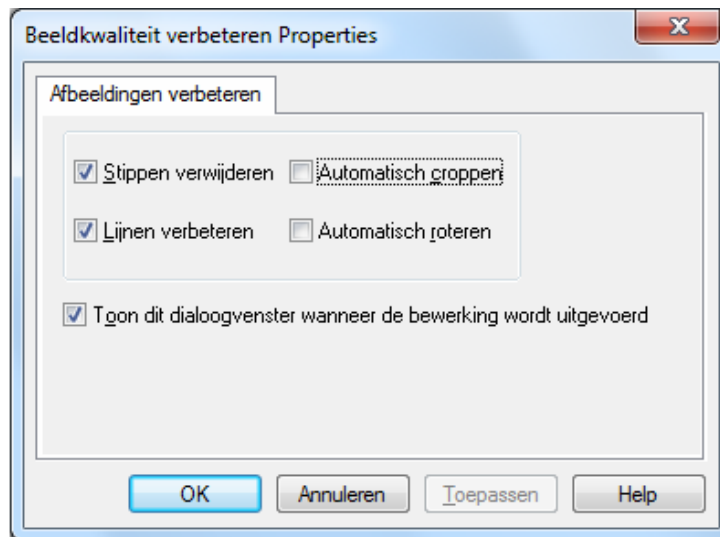 Beeldkwaliteit verbeteren Properties
Afbeeldingen verbeteren
Stippen verwijderen Automatisch croppen
Lijnen verbeteren Automatisch roteren
Toon dit dialoogvenster wanneer de bewerking wordt uitgevoerd
OK Annuleren Toepassen Help